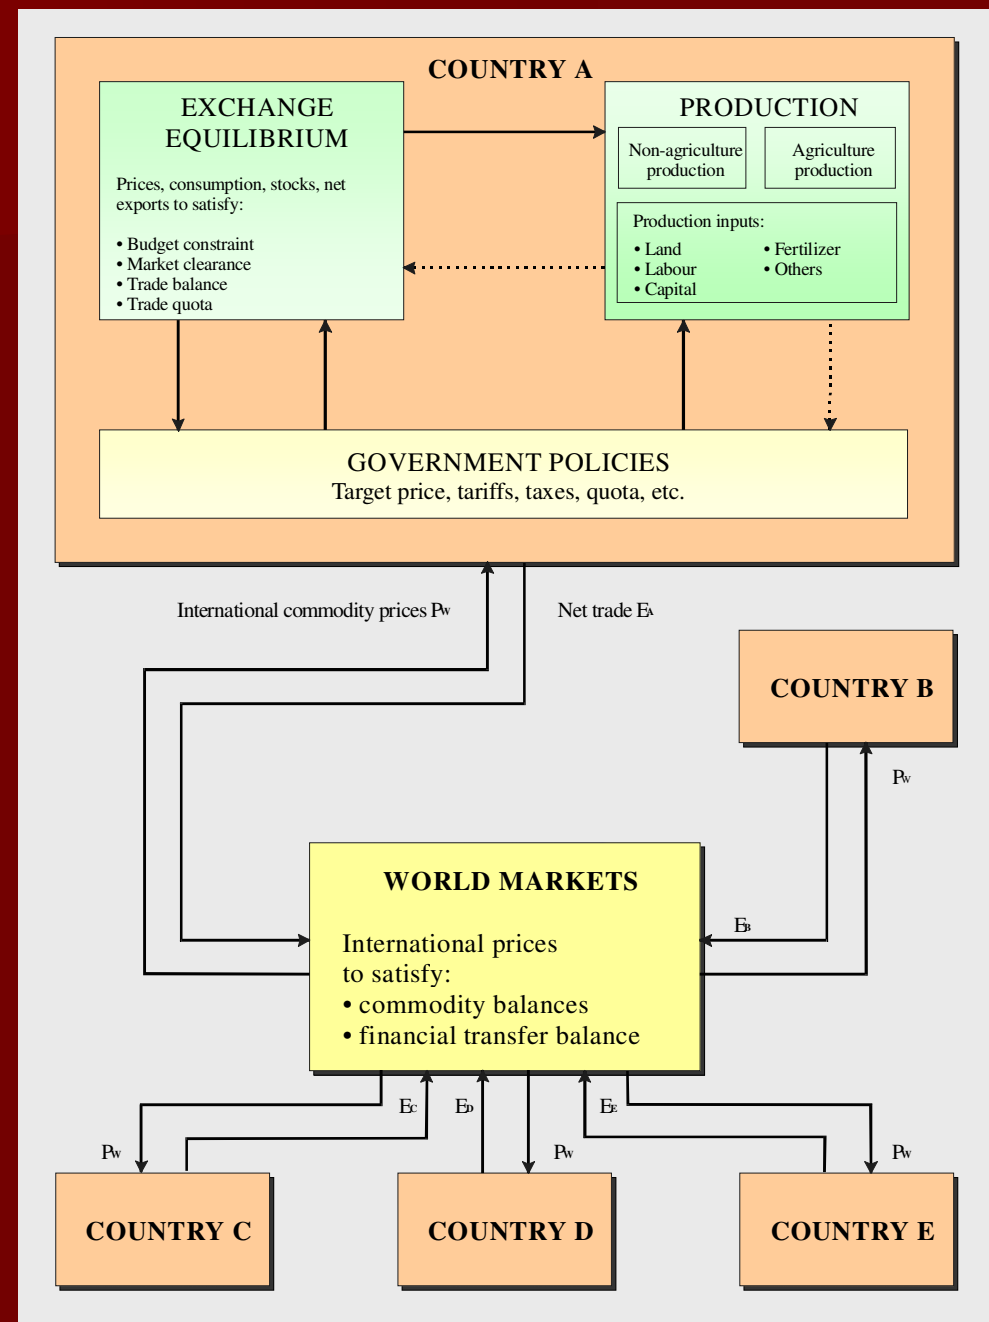 COUNTRY A
EXCHANGE
EQUILIBRIUM
Prices, consumption, stocks, net
exports to satisfy:
• Budget constraint
• Market clearance
• Trade balance
• Trade quota
PRODUCTION
Non-agriculture
production
Agriculture
production
Production inputs:
• Land
• Labour
• Capital
• Fertilizer
• Others
GOVERNMENT POLICIES
Target price, tariffs, taxes, quota, etc.
International commodity prices PW
Net trade EA
COUNTRY B
PW
EB
WORLD MARKETS
International prices
to satisfy:
• commodity balances
• financial transfer balance
EC
ED
EE
PW
PW
PW
COUNTRY C
COUNTRY D
COUNTRY E